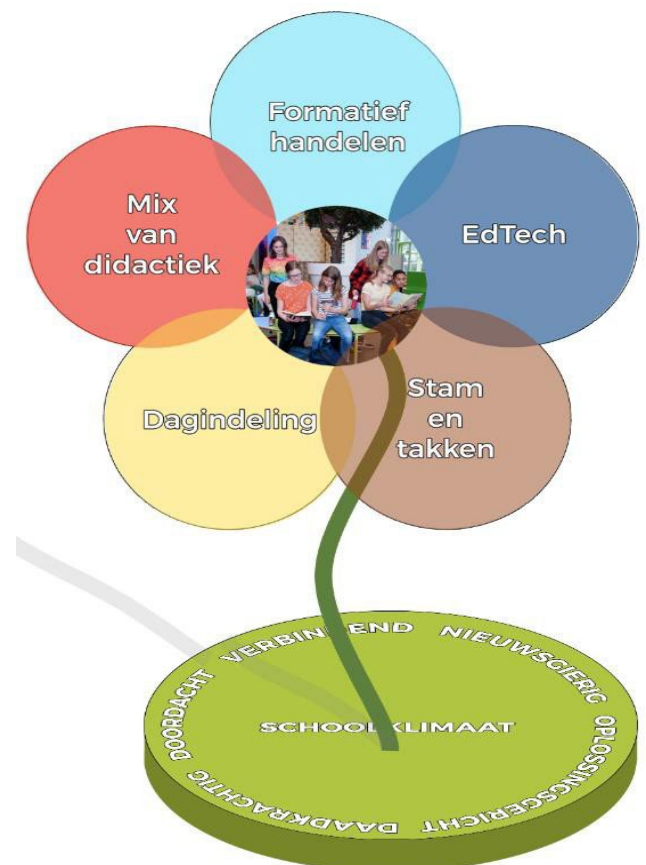 Formatief
handelen
Mix
van
didactiek
EdTech
Dagindeling
Stam
en
takken
SCHOOLKLIMAAT
DOORDACHT VERBINDEND NIEUWSGIERIG OPLOSSINGSGERICHT DAADKRACHTIG